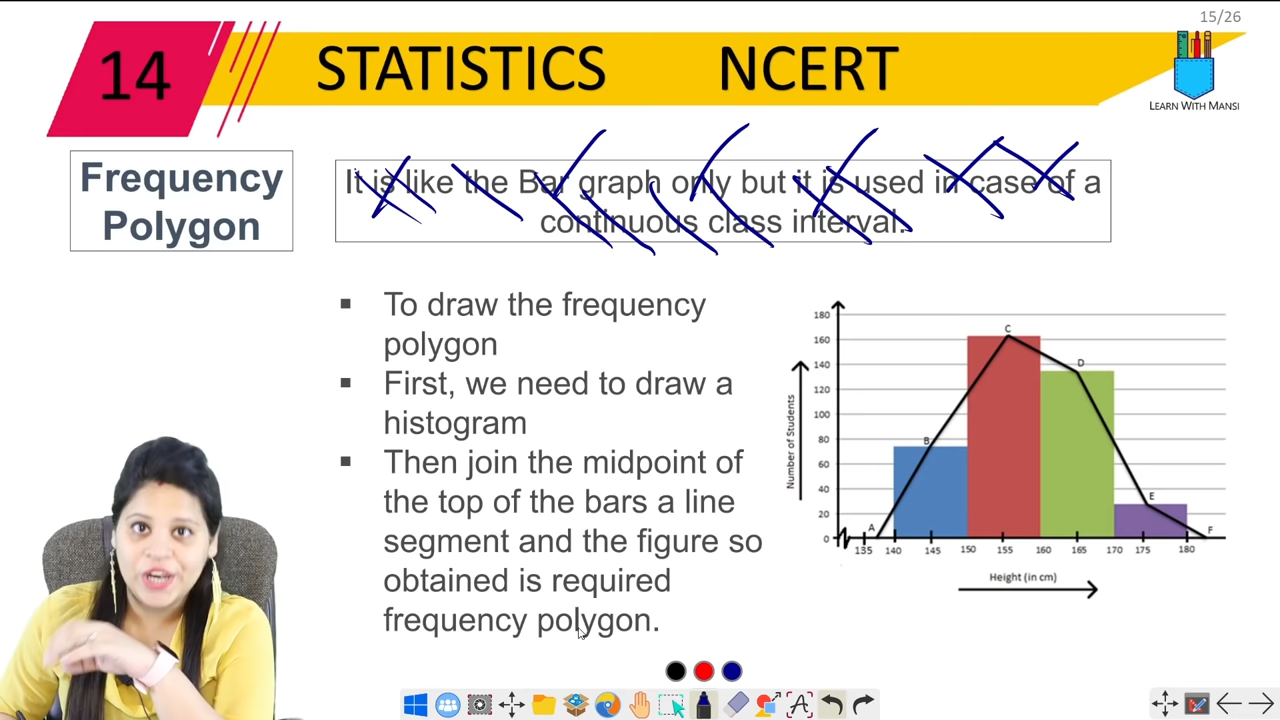 15/26
14
STATISTICS NCERT
LEARN WITH MANSI
Frequency
Polygon
It is like the Bar graph only but it is used in case of a
continuous class interval.
▪ To draw the frequency
polygon
▪ First, we need to draw a
histogram
▪ Then join the midpoint of
the top of the bars a line
segment and the figure so
obtained is required
frequency polygon.
Number of Students
180
160
140
120
100
80
60
40
20
0
A
B
C
D
E
F
135 140 145 150 155 160 165 170 175 180
Height (in cm)